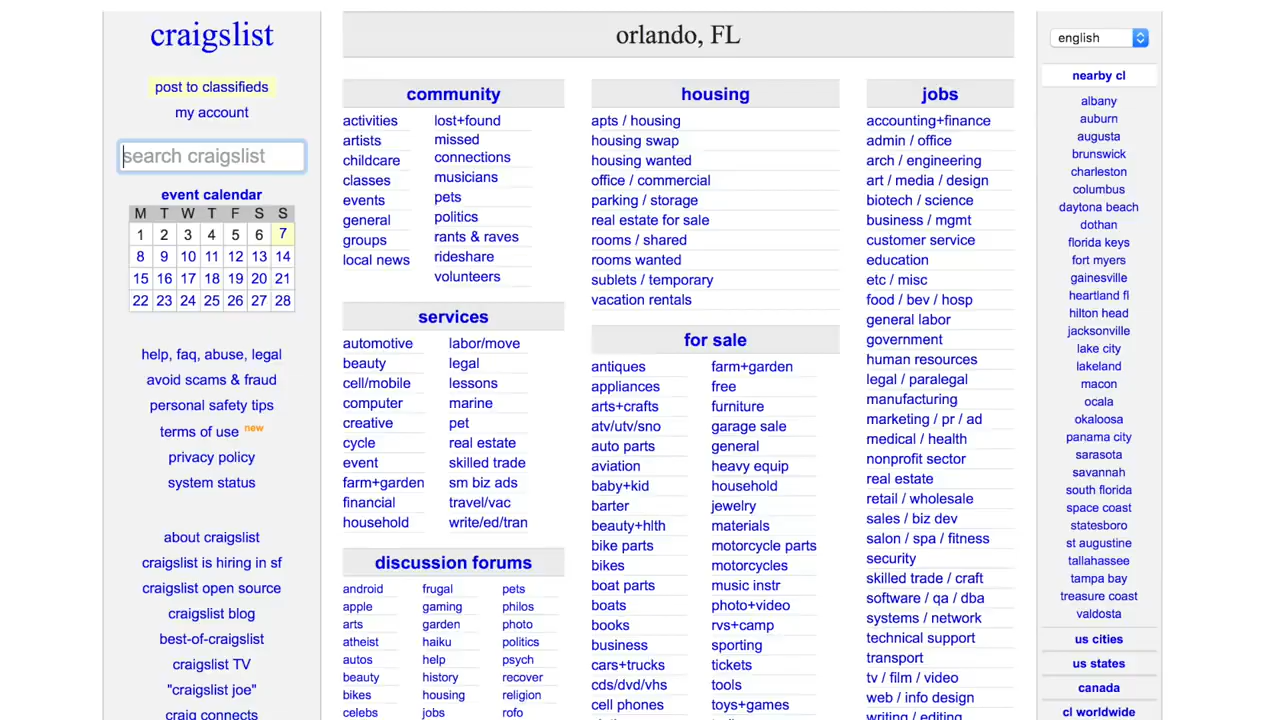 craigslist
post to classifieds
my account
search craigslist
event calendar
M T W T F S S
1 2 3 4 5 6 7
8 9 10 11 12 13 14
15 16 17 18 19 20 21
22 23 24 25 26 27 28
help, faq, abuse, legal
avoid scams & fraud
personal safety tips
terms of use new
privacy policy
system status
about craigslist
craigslist is hiring in sf
craigslist open source
craigslist blog
best-of-craigslist
craigslist TV
"craigslist joe"
craig connects
orlando, FL
community
activities
artists
childcare
classes
events
general
groups
local news
lost+found
missed
connections
musicians
pets
politics
rants & raves
rideshare
volunteers
services
automotive
beauty
cell/mobile
computer
creative
cycle
event
farm+garden
financial
household
labor/move
legal
lessons
marine
pet
real estate
skilled trade
sm biz ads
travel/vac
write/ed/tran
discussion forums
android
apple
arts
atheist
autos
beauty
bikes
celebs
frugal
gaming
garden
haiku
help
history
housing
jobs
pets
philos
photo
politics
psych
recover
religion
rofo
housing
apts / housing
housing swap
housing wanted
office / commercial
parking / storage
real estate for sale
rooms / shared
rooms wanted
sublets / temporary
vacation rentals
for sale
antiques
appliances
arts+crafts
atv/utv/sno
auto parts
aviation
baby+kid
barter
beauty+hlth
bike parts
bikes
boat parts
boats
books
business
cars+trucks
cds/dvd/vhs
cell phones
farm+garden
free
furniture
garage sale
general
heavy equip
household
jewelry
materials
motorcycle parts
motorcycles
music instr
photo+video
rvs+camp
sporting
tickets
tools
toys+games
jobs
accounting+finance
admin / office
arch / engineering
art / media / design
biotech / science
business / mgmt
customer service
education
etc / misc
food / bev / hosp
general labor
government
human resources
legal / paralegal
manufacturing
marketing / pr / ad
medical / health
nonprofit sector
real estate
retail / wholesale
sales / biz dev
salon / spa / fitness
security
skilled trade / craft
software / qa / dba
systems / network
technical support
transport
tv / film / video
web / info design
writing / editing
english
nearby cl
albany
auburn
augusta
brunswick
charleston
columbus
daytona beach
dothan
florida keys
fort myers
gainesville
heartland fl
hilton head
jacksonville
lake city
lakeland
macon
ocala
okaloosa
panama city
sarasota
savannah
south florida
space coast
statesboro
st augustine
tallahassee
tampa bay
treasure coast
valdosta
us cities
us states
canada
cl worldwide